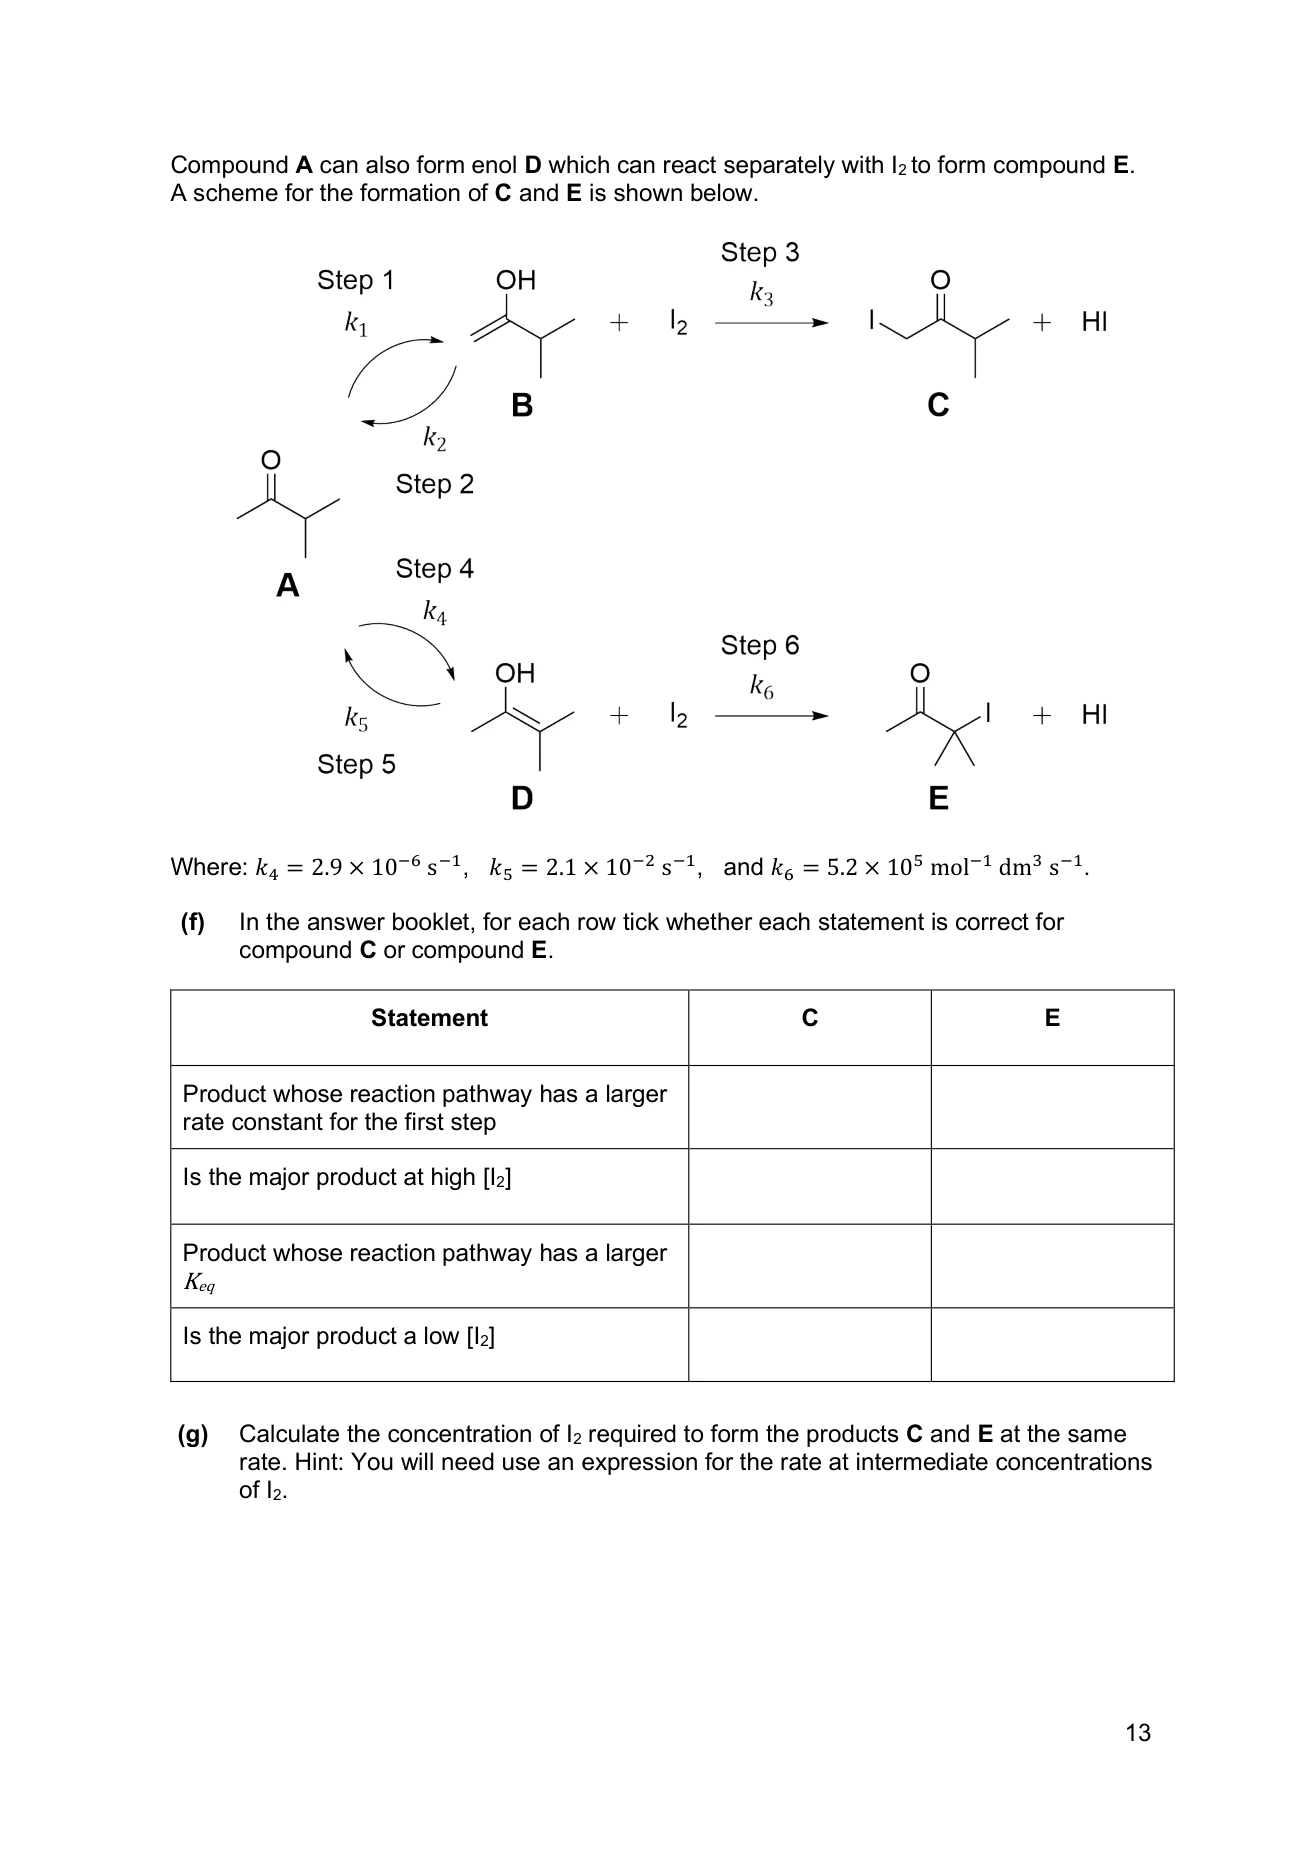 Compound A can also form enol D which can react separately with I₂ to form compound E.
A scheme for the formation of C and E is shown below.
Step 3
k₃
Step 1
k₁
OH
+ I₂
O
I
+ HI
B
C
k₂
Step 2
O
A
Step 4
k₄
Step 6
k₆
OH
+ I₂
O
I
+ HI
k₅
Step 5
D
E
Where: k₄ = 2.9 × 10⁻⁶ s⁻¹, k₅ = 2.1 × 10⁻² s⁻¹, and k₆ = 5.2 × 10⁵ mol⁻¹ dm³ s⁻¹.
(f) In the answer booklet, for each row tick whether each statement is correct for
compound C or compound E.
Statement C E
Product whose reaction pathway has a larger
rate constant for the first step
Is the major product at high [I₂]
Product whose reaction pathway has a larger
Keq
Is the major product a low [I₂]
(g) Calculate the concentration of I₂ required to form the products C and E at the same
rate. Hint: You will need use an expression for the rate at intermediate concentrations
of I₂.
13